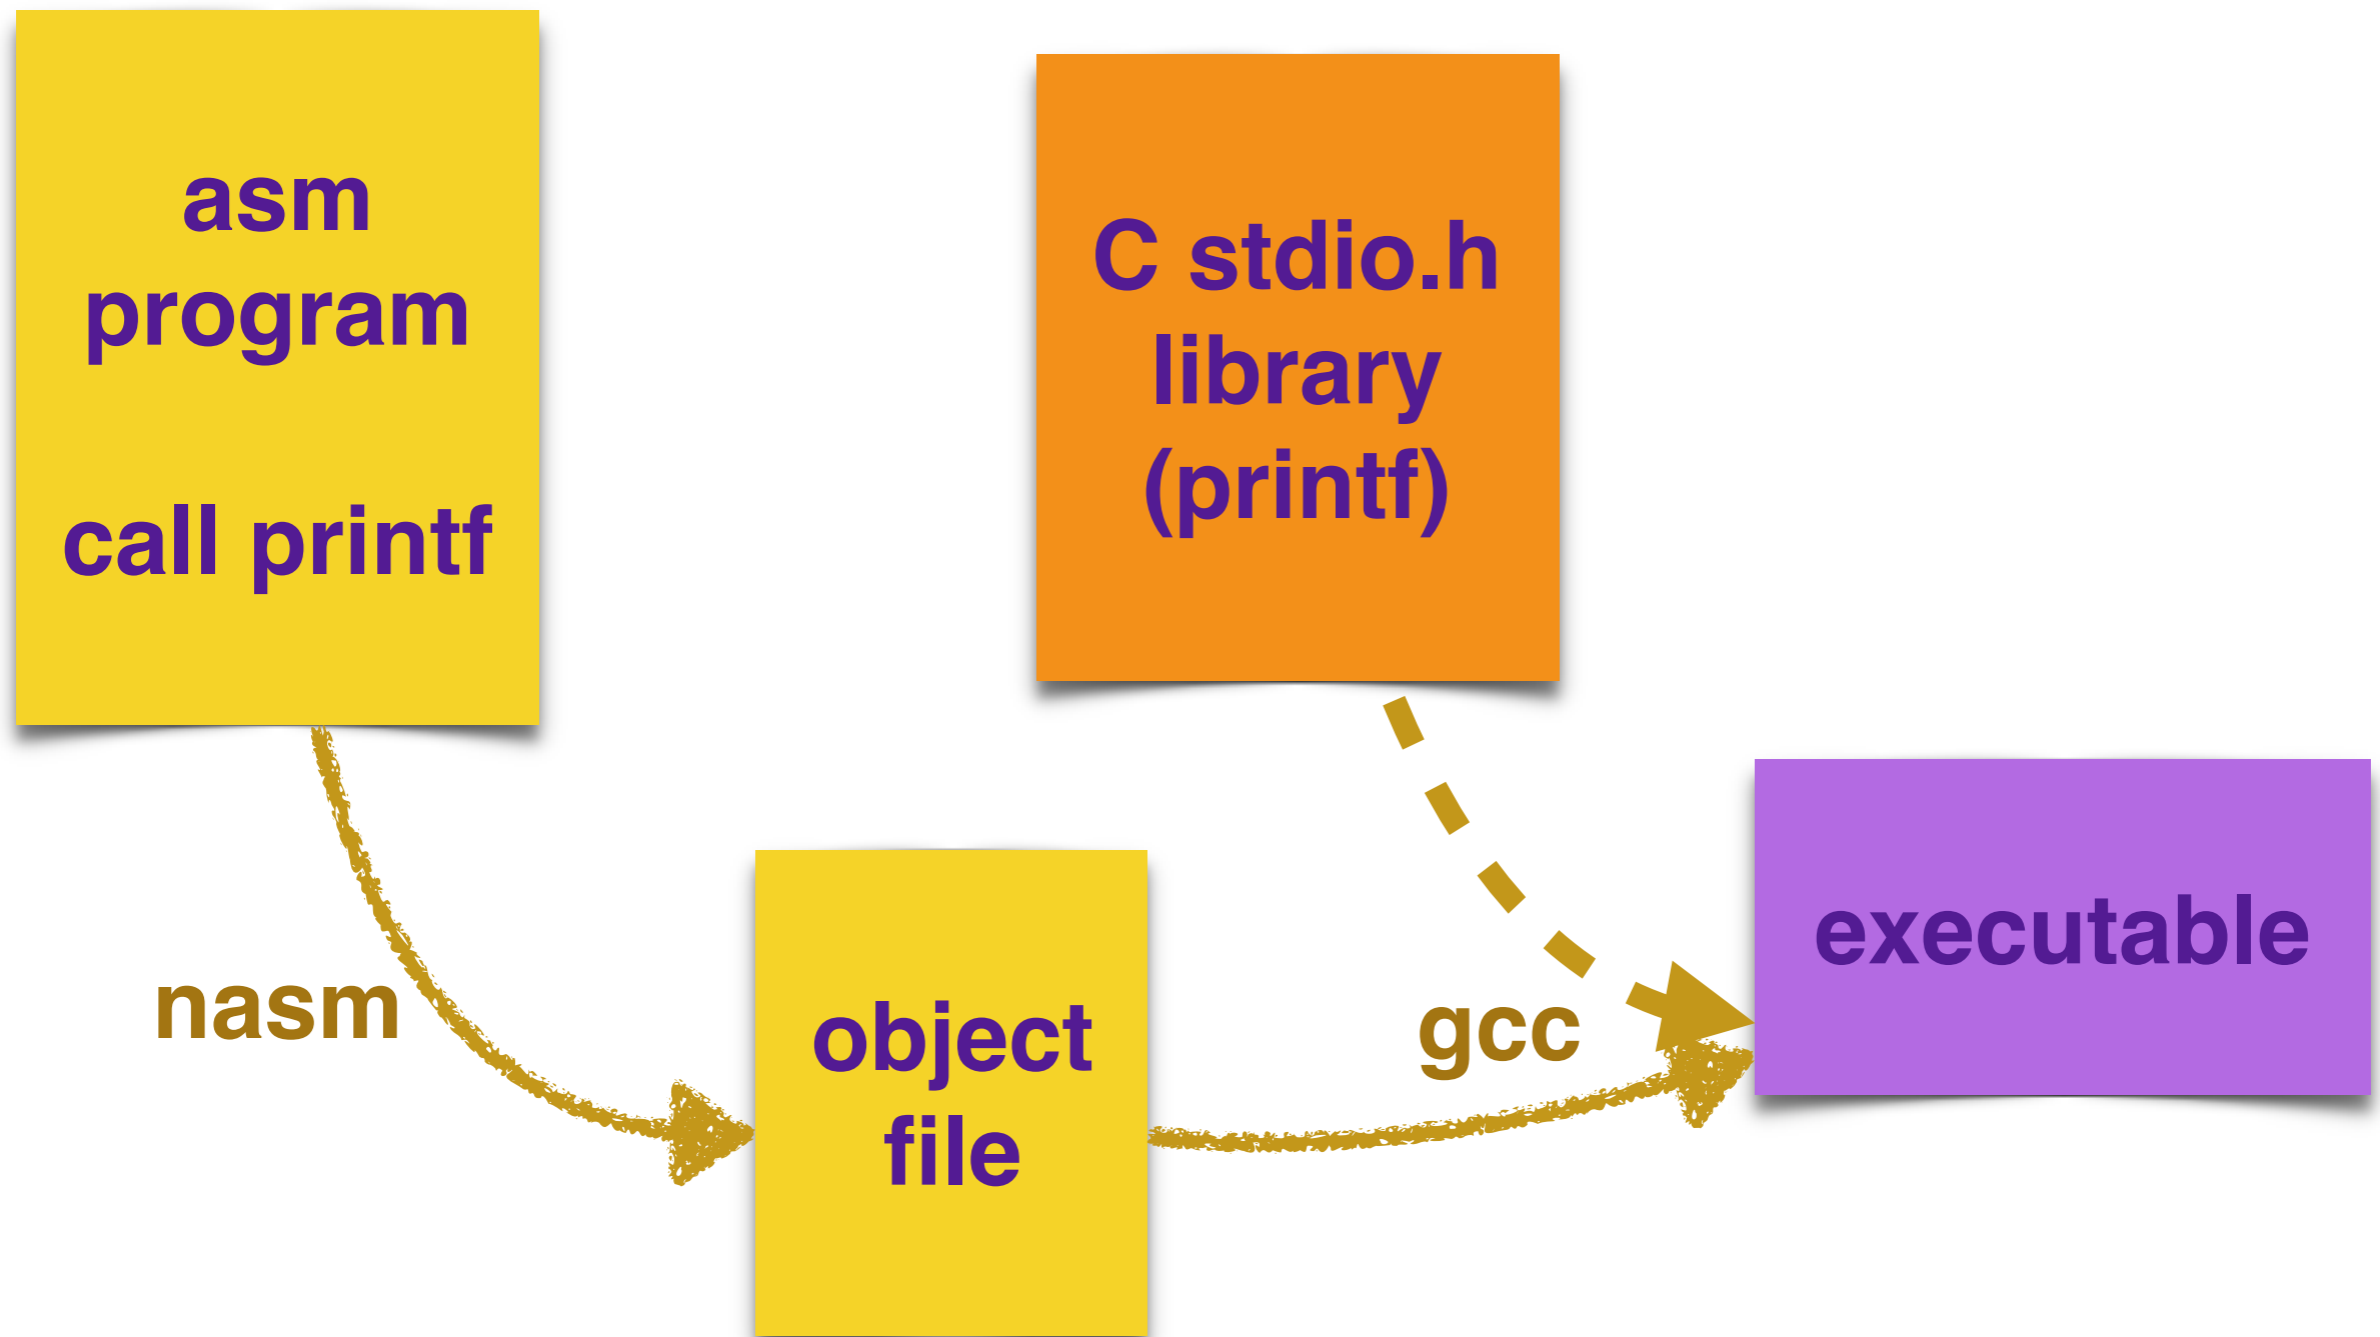 asm
program
call printf
C stdio.h
library
(printf)
nasm
object
file
gcc
executable